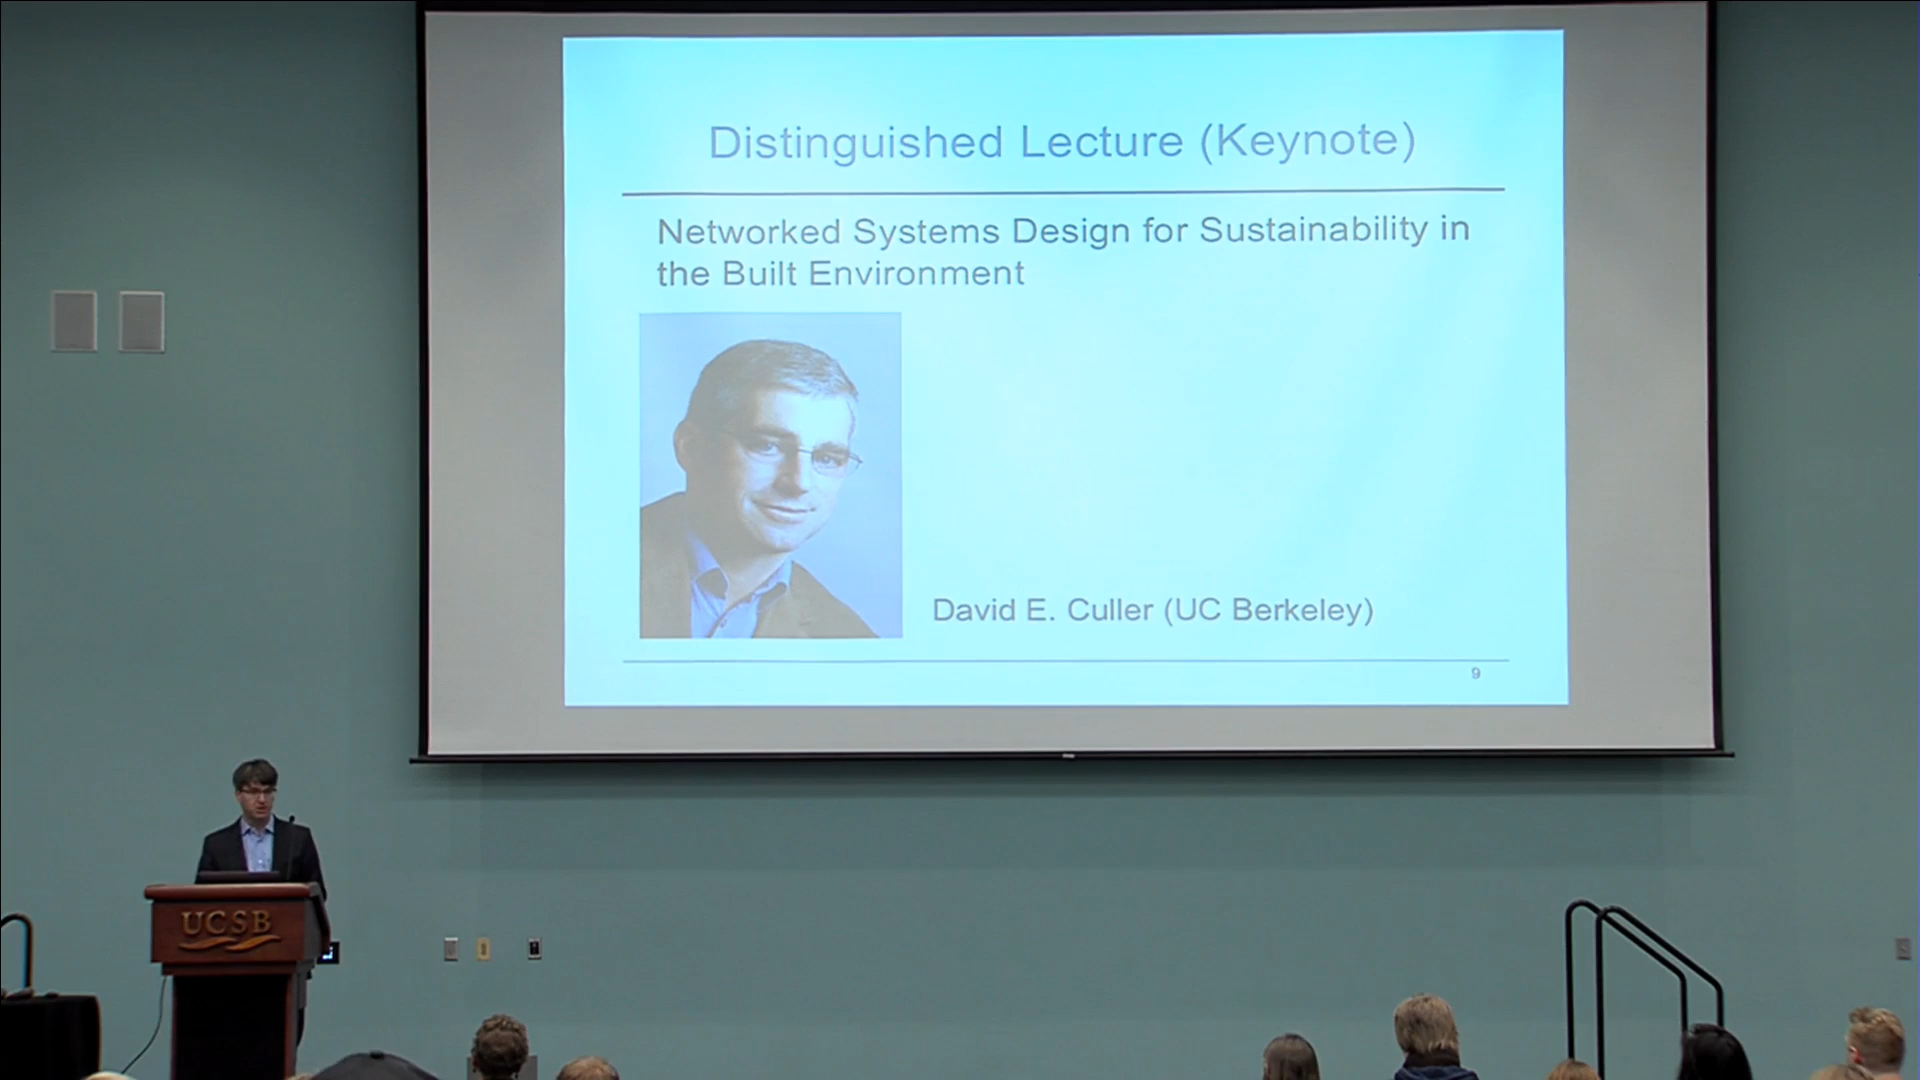 Distinguished Lecture (Keynote)
Networked Systems Design for Sustainability in
the Built Environment
David E. Culler (UC Berkeley)
9
UCSB